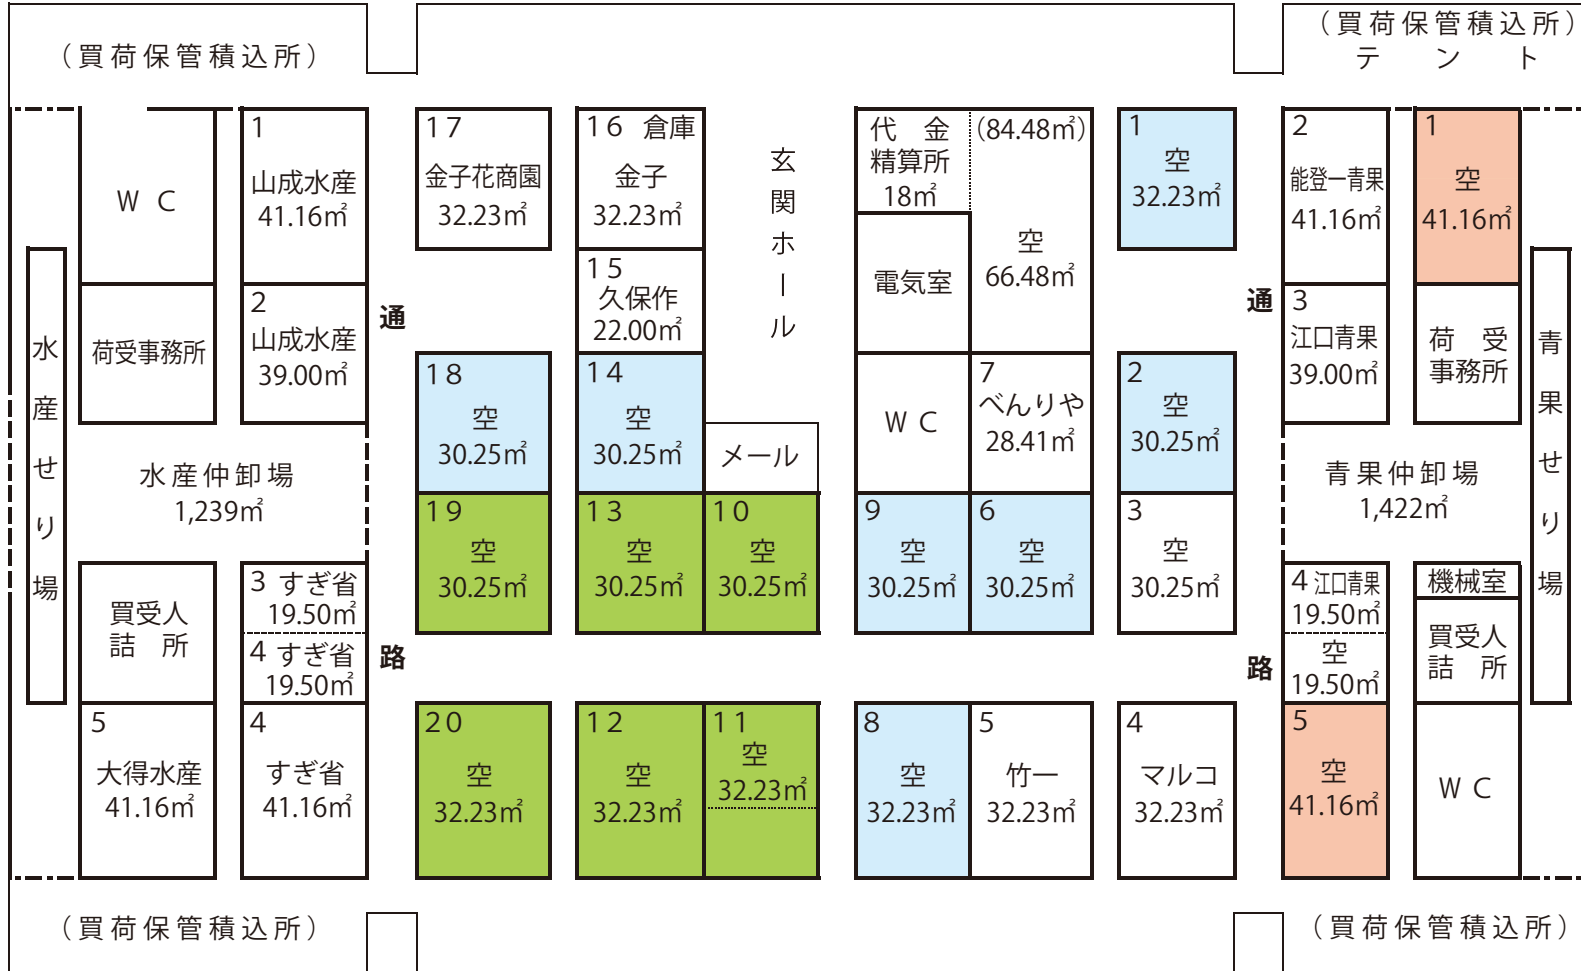 （買荷保管積込所）
（買荷保管積込所）
テント
ＷＣ
1
山成水産
41.16㎡
17
金子花商園
32.23㎡
16 倉庫
金子
32.23㎡
玄関ホール
代金
精算所
18㎡
(84.48㎡)
空
66.48㎡
1
空
32.23㎡
2
能登一青果
41.16㎡
1
空
41.16㎡
水産せり場
荷受事務所
2
山成水産
39.00㎡
通
15
久保作
22.00㎡
電気室
通
3
江口青果
39.00㎡
荷受
事務所
青果せり場
18
空
30.25㎡
14
空
30.25㎡
メール
ＷＣ
7
べんりや
28.41㎡
2
空
30.25㎡
水産仲卸場
1,239㎡
青果仲卸場
1,422㎡
19
空
30.25㎡
13
空
30.25㎡
10
空
30.25㎡
9
空
30.25㎡
6
空
30.25㎡
3
空
30.25㎡
買受人
詰所
3 すぎ省
19.50㎡
4 すぎ省
19.50㎡
路
路
4 江口青果
19.50㎡
空
19.50㎡
機械室
買受人
詰所
5
大得水産
41.16㎡
4
すぎ省
41.16㎡
20
空
32.23㎡
12
空
32.23㎡
11
空
32.23㎡
8
空
32.23㎡
5
竹一
32.23㎡
4
マルコ
32.23㎡
5
空
41.16㎡
ＷＣ
（買荷保管積込所）
（買荷保管積込所）